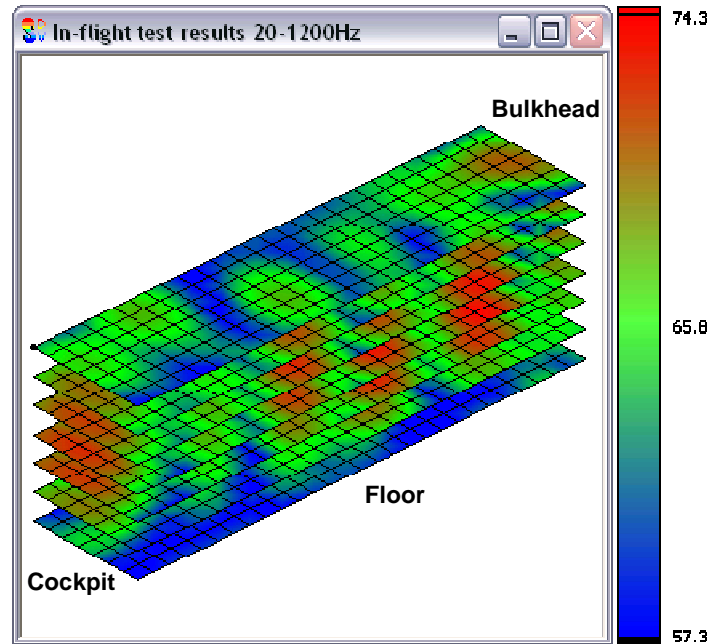 In-flight test results 20-1200Hz
74.3
Bulkhead
65.8
Floor
Cockpit
57.3